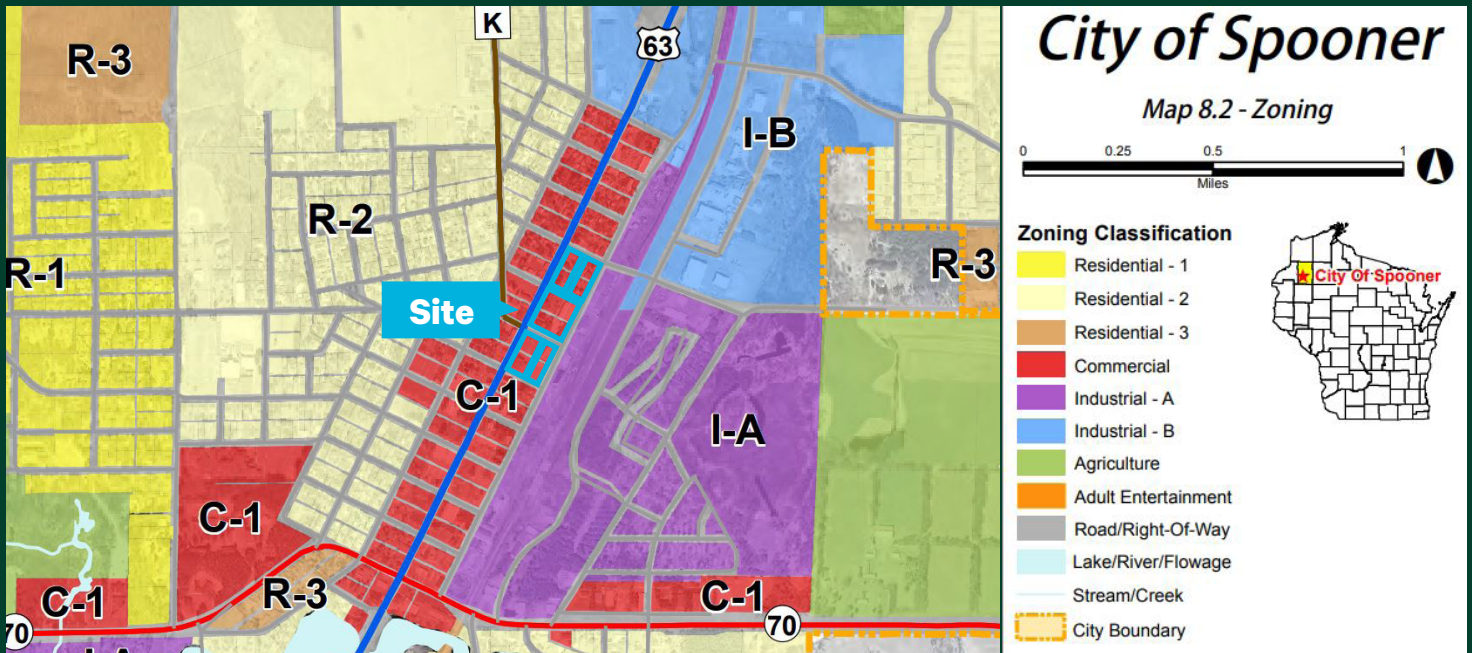 K
63
R-3
I-B
R-2
R-1
R-3
Site
C-1
I-A
C-1
R-3
C-1
C-1
70
70
I-A
City of Spooner
Map 8.2 - Zoning
0 0.25 0.5 1
Miles
Zoning Classification
Residential - 1
Residential - 2
Residential - 3
Commercial
Industrial - A
Industrial - B
Agriculture
Adult Entertainment
Road/Right-Of-Way
Lake/River/Flowage
Stream/Creek
City Boundary
City Of Spooner